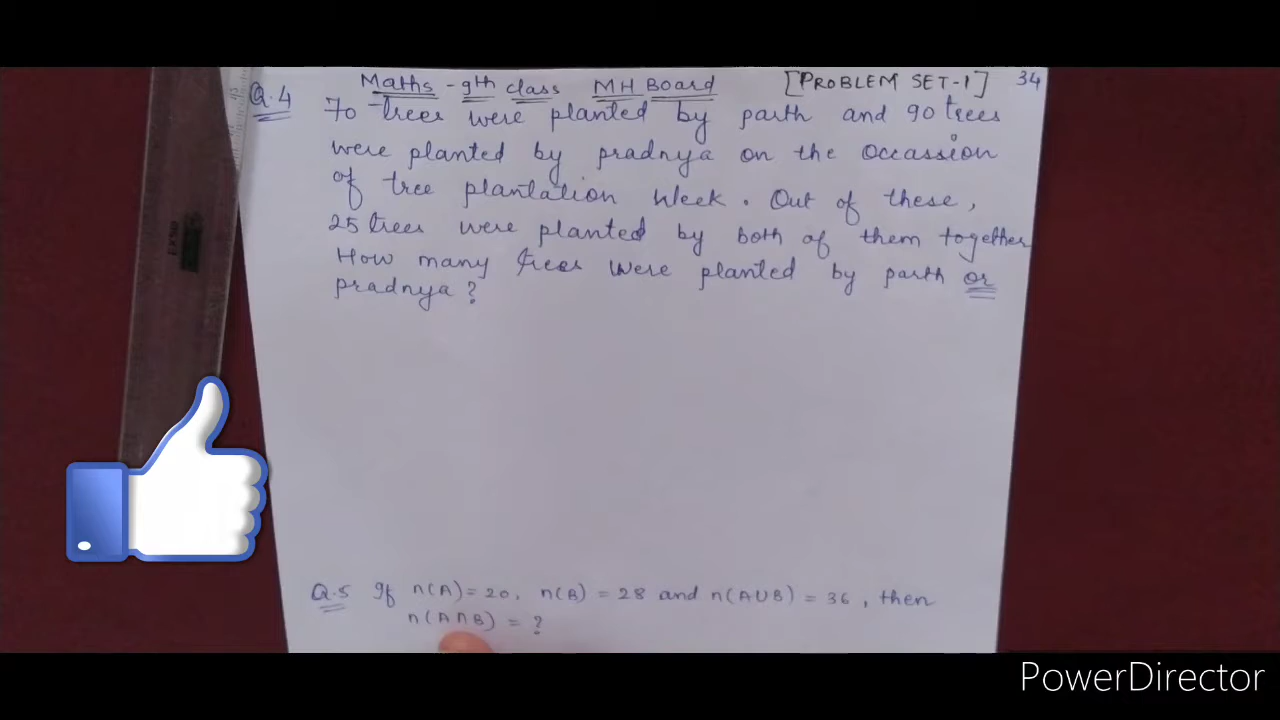 Maths - 9th class MH Board [PROBLEM SET-1] 34
Q.4 70 trees were planted by parth and 90 trees
were planted by pradnya on the occassion
of tree plantation week. Out of these,
25 trees were planted by both of them together
How many trees were planted by parth or
pradnya ?
Q.5 If n(A) = 20, n(B) = 28 and n(A∪B) = 36, then
n(A∩B) = ?
PowerDirector